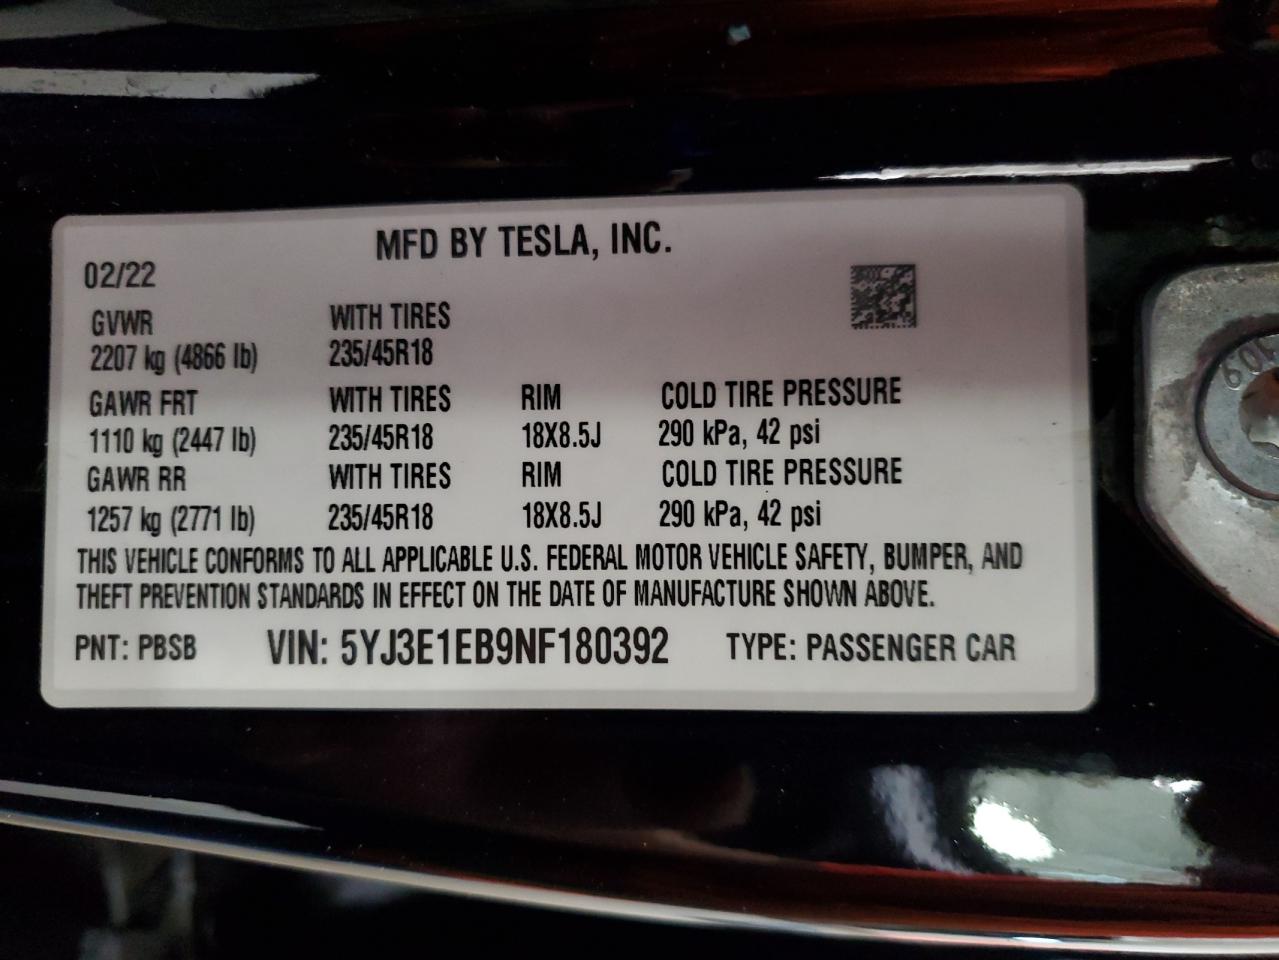 MFD BY TESLA, INC.
02/22
GVWR WITH TIRES
2207 kg (4866 lb) 235/45R18
GAWR FRT WITH TIRES RIM COLD TIRE PRESSURE
1110 kg (2447 lb) 235/45R18 18X8.5J 290 kPa, 42 psi
GAWR RR WITH TIRES RIM COLD TIRE PRESSURE
1257 kg (2771 lb) 235/45R18 18X8.5J 290 kPa, 42 psi
THIS VEHICLE CONFORMS TO ALL APPLICABLE U.S. FEDERAL MOTOR VEHICLE SAFETY, BUMPER, AND
THEFT PREVENTION STANDARDS IN EFFECT ON THE DATE OF MANUFACTURE SHOWN ABOVE.
PNT: PBSB VIN: 5YJ3E1EB9NF180392 TYPE: PASSENGER CAR